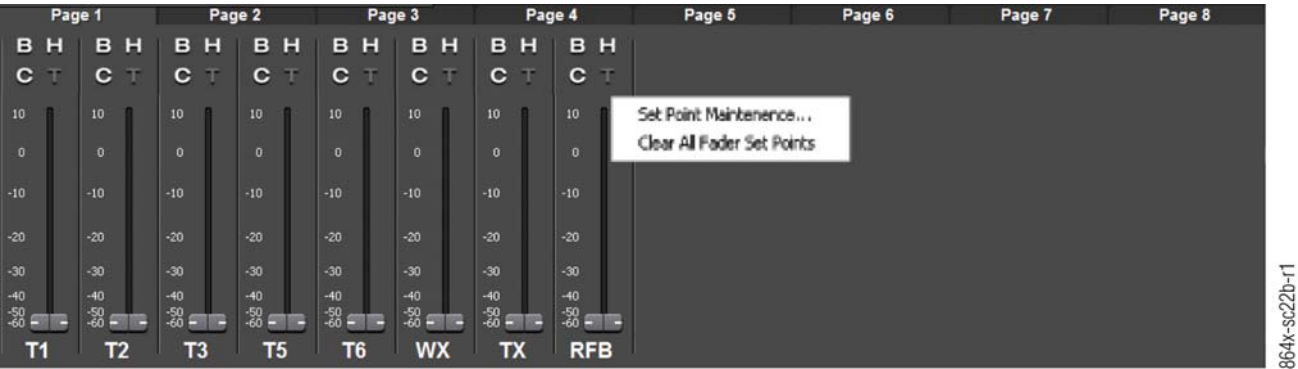 Page 1 Page 2 Page 3 Page 4 Page 5 Page 6 Page 7 Page 8
B H B H B H B H B H B H B H B H
C T C T C T C T C T C T C T C T
10 10 10 10 10 10 10 10
Set Point Maintenence...
Clear All Fader Set Points
0 0 0 0 0 0 0 0
-10 -10 -10 -10 -10 -10 -10 -10
-20 -20 -20 -20 -20 -20 -20 -20
-30 -30 -30 -30 -30 -30 -30 -30
-40 -40 -40 -40 -40 -40 -40 -40
-50 -50 -50 -50 -50 -50 -50 -50
-60 -60 -60 -60 -60 -60 -60 -60
T1 T2 T3 T5 T6 WX TX RFB
864x-sc22b-r1